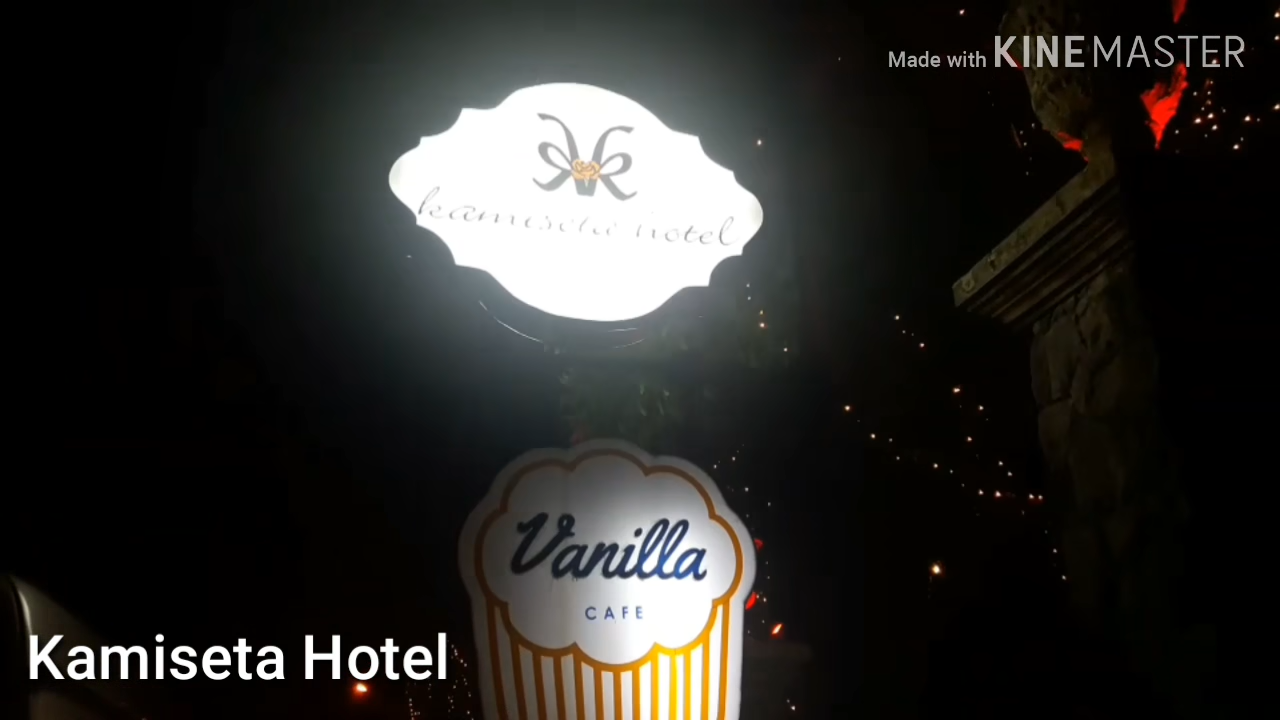 Made with KINEMASTER
kamiseta hotel
Vanilla
CAFE
Kamiseta Hotel